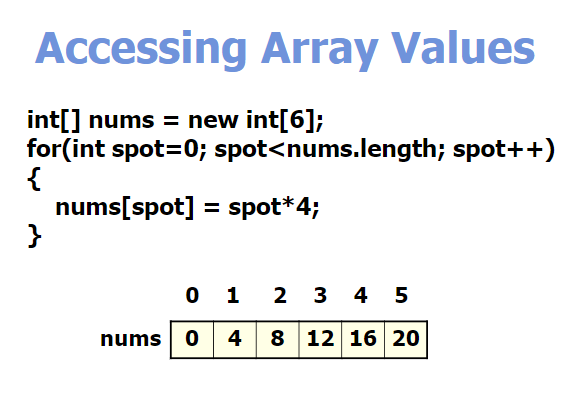 Accessing Array Values
int[] nums = new int[6];
for(int spot=0; spot<nums.length; spot++)
{
nums[spot] = spot*4;
}
0 1 2 3 4 5
nums 0 4 8 12 16 20